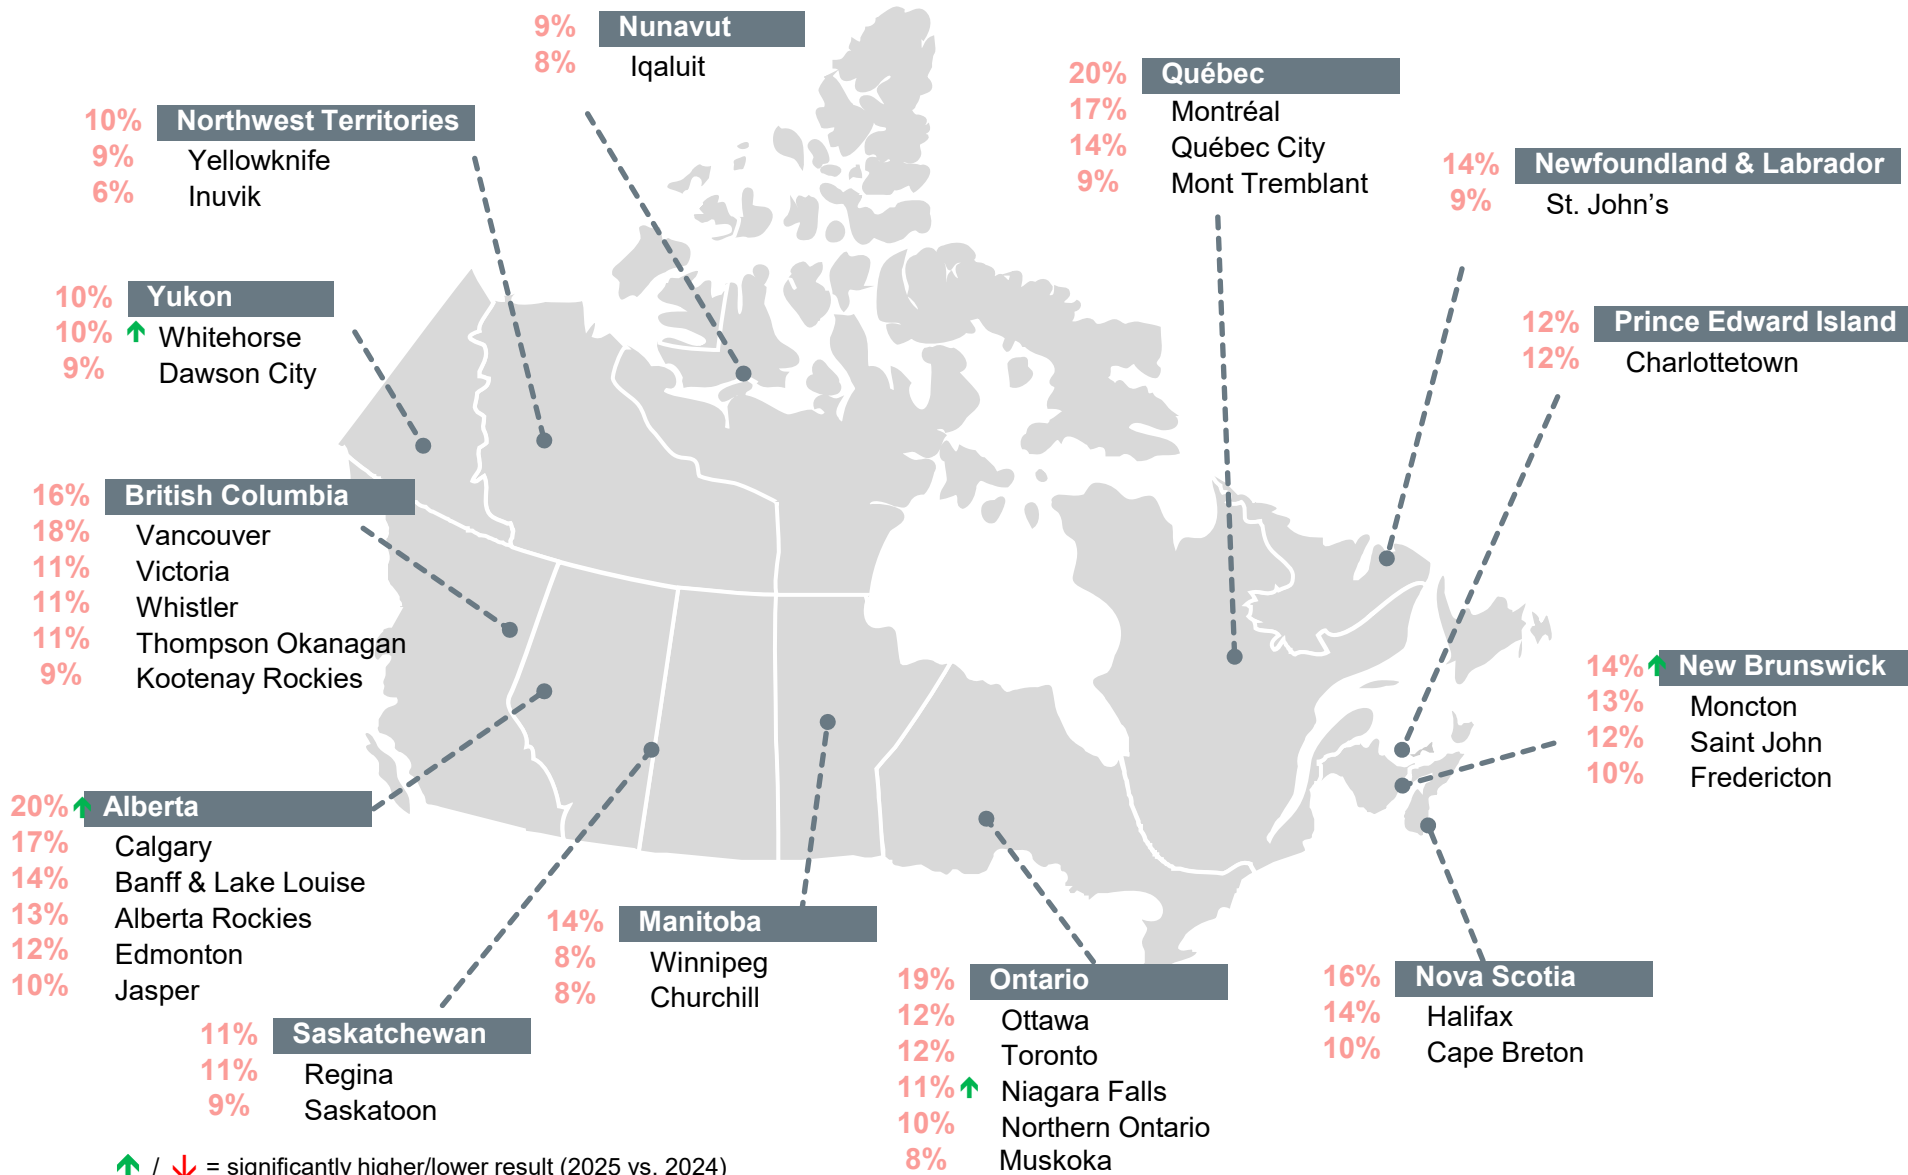 9% Nunavut
8% Iqaluit
20% Québec
17% Montréal
14% Québec City
9% Mont Tremblant
10% Northwest Territories
9% Yellowknife
6% Inuvik
14% Newfoundland & Labrador
9% St. John’s
10% Yukon
10% ↑ Whitehorse
9% Dawson City
12% Prince Edward Island
12% Charlottetown
16% British Columbia
18% Vancouver
11% Victoria
11% Whistler
11% Thompson Okanagan
9% Kootenay Rockies
14% ↑ New Brunswick
13% Moncton
12% Saint John
10% Fredericton
20% ↑ Alberta
17% Calgary
14% Banff & Lake Louise
13% Alberta Rockies
12% Edmonton
10% Jasper
14% Manitoba
8% Winnipeg
8% Churchill
19% Ontario
12% Ottawa
12% Toronto
11% ↑ Niagara Falls
10% Northern Ontario
8% Muskoka
16% Nova Scotia
14% Halifax
10% Cape Breton
11% Saskatchewan
11% Regina
9% Saskatoon
↑ / ↓ = significantly higher/lower result (2025 vs. 2024)